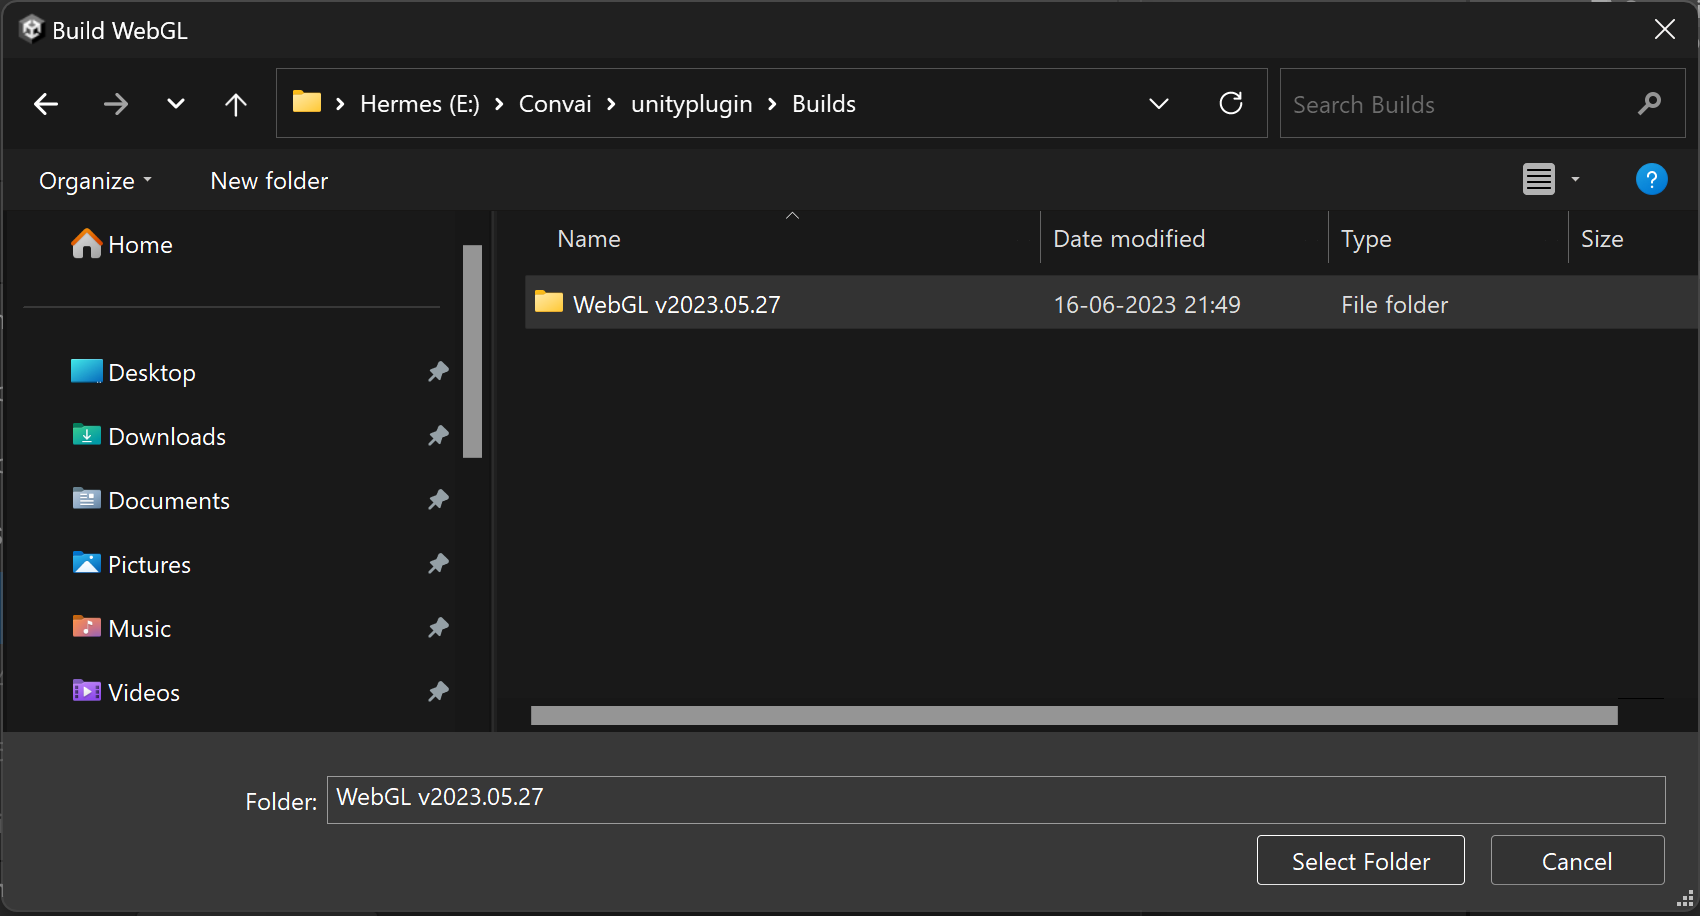 Build WebGL
Hermes (E:) Convai unityplugin Builds
Search Builds
Organize New folder
?
Name Date modified Type Size
WebGL v2023.05.27 16-06-2023 21:49 File folder
Home
Desktop
Downloads
Documents
Pictures
Music
Videos
Folder: WebGL v2023.05.27
Select Folder Cancel